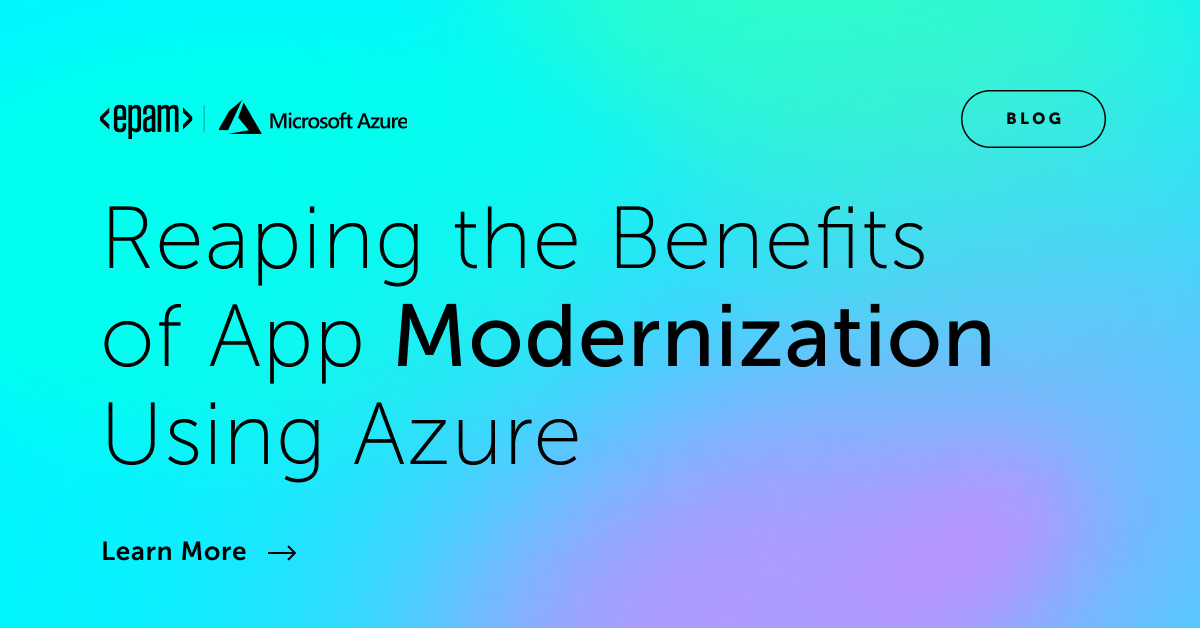 <epam> | Microsoft Azure
BLOG
Reaping the Benefits
of App Modernization
Using Azure
Learn More →